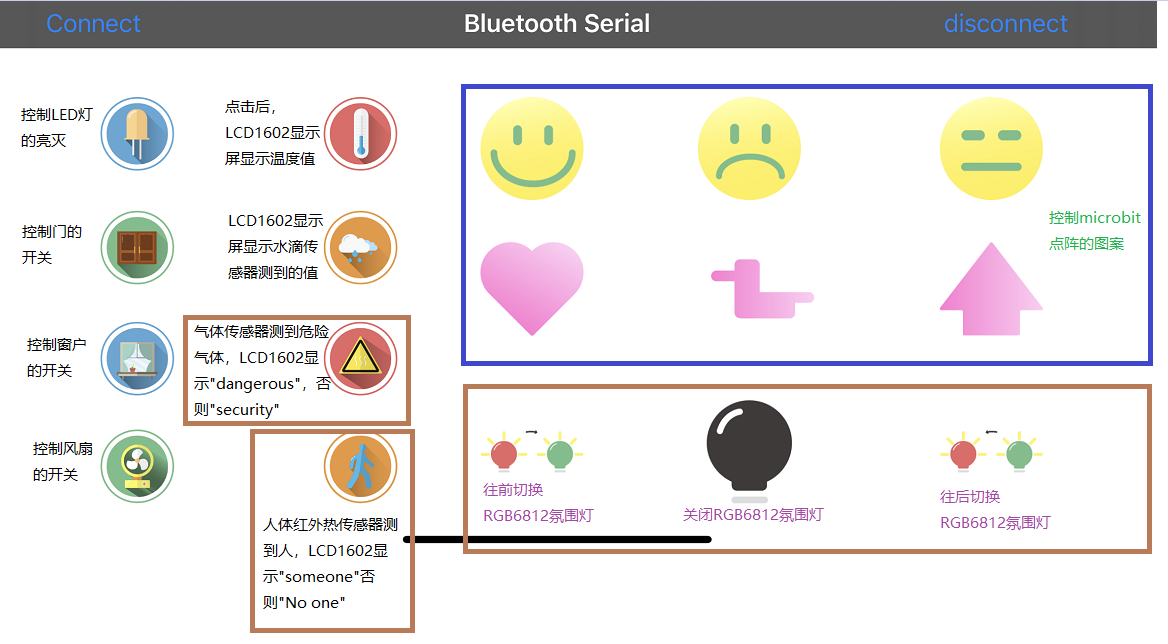 Connect
Bluetooth Serial
disconnect
控制LED灯
的亮灭
点击后，
LCD1602显示
屏显示温度值
控制门的
开关
LCD1602显示
屏显示水滴传
感器测到的值
控制窗户
的开关
气体传感器测到危险
气体，LCD1602显
示"dangerous"，否
则"security"
控制风扇
的开关
人体红外热传感器测
到人，LCD1602显
示"someone"否
则"No one"
控制microbit
点阵的图案
往前切换
RGB6812氛围灯
关闭RGB6812氛围灯
往后切换
RGB6812氛围灯